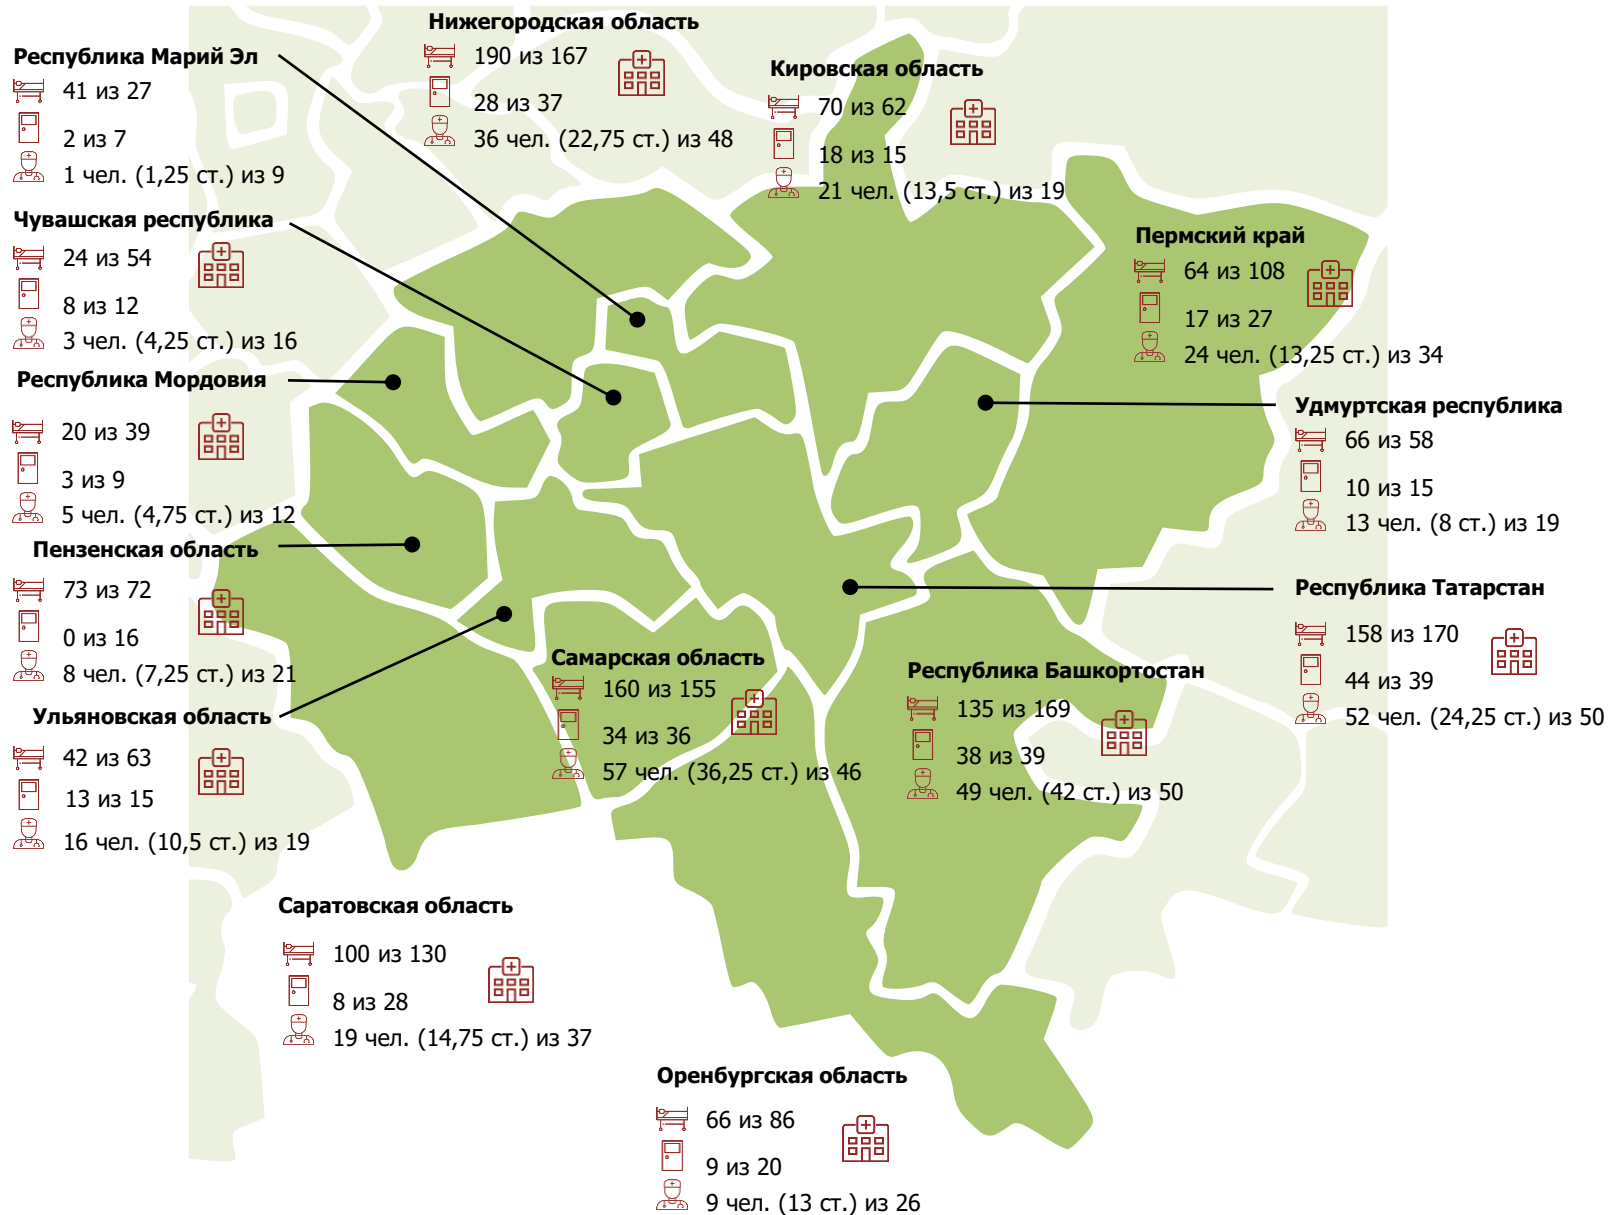 Нижегородская область
190 из 167
28 из 37
36 чел. (22,75 ст.) из 48
Республика Марий Эл
41 из 27
2 из 7
1 чел. (1,25 ст.) из 9
Кировская область
70 из 62
18 из 15
21 чел. (13,5 ст.) из 19
Чувашская республика
24 из 54
8 из 12
3 чел. (4,25 ст.) из 16
Пермский край
64 из 108
17 из 27
24 чел. (13,25 ст.) из 34
Республика Мордовия
20 из 39
3 из 9
5 чел. (4,75 ст.) из 12
Удмуртская республика
66 из 58
10 из 15
13 чел. (8 ст.) из 19
Пензенская область
73 из 72
0 из 16
8 чел. (7,25 ст.) из 21
Республика Татарстан
158 из 170
44 из 39
52 чел. (24,25 ст.) из 50
Самарская область
160 из 155
34 из 36
57 чел. (36,25 ст.) из 46
Республика Башкортостан
135 из 169
38 из 39
49 чел. (42 ст.) из 50
Ульяновская область
42 из 63
13 из 15
16 чел. (10,5 ст.) из 19
Саратовская область
100 из 130
8 из 28
19 чел. (14,75 ст.) из 37
Оренбургская область
66 из 86
9 из 20
9 чел. (13 ст.) из 26